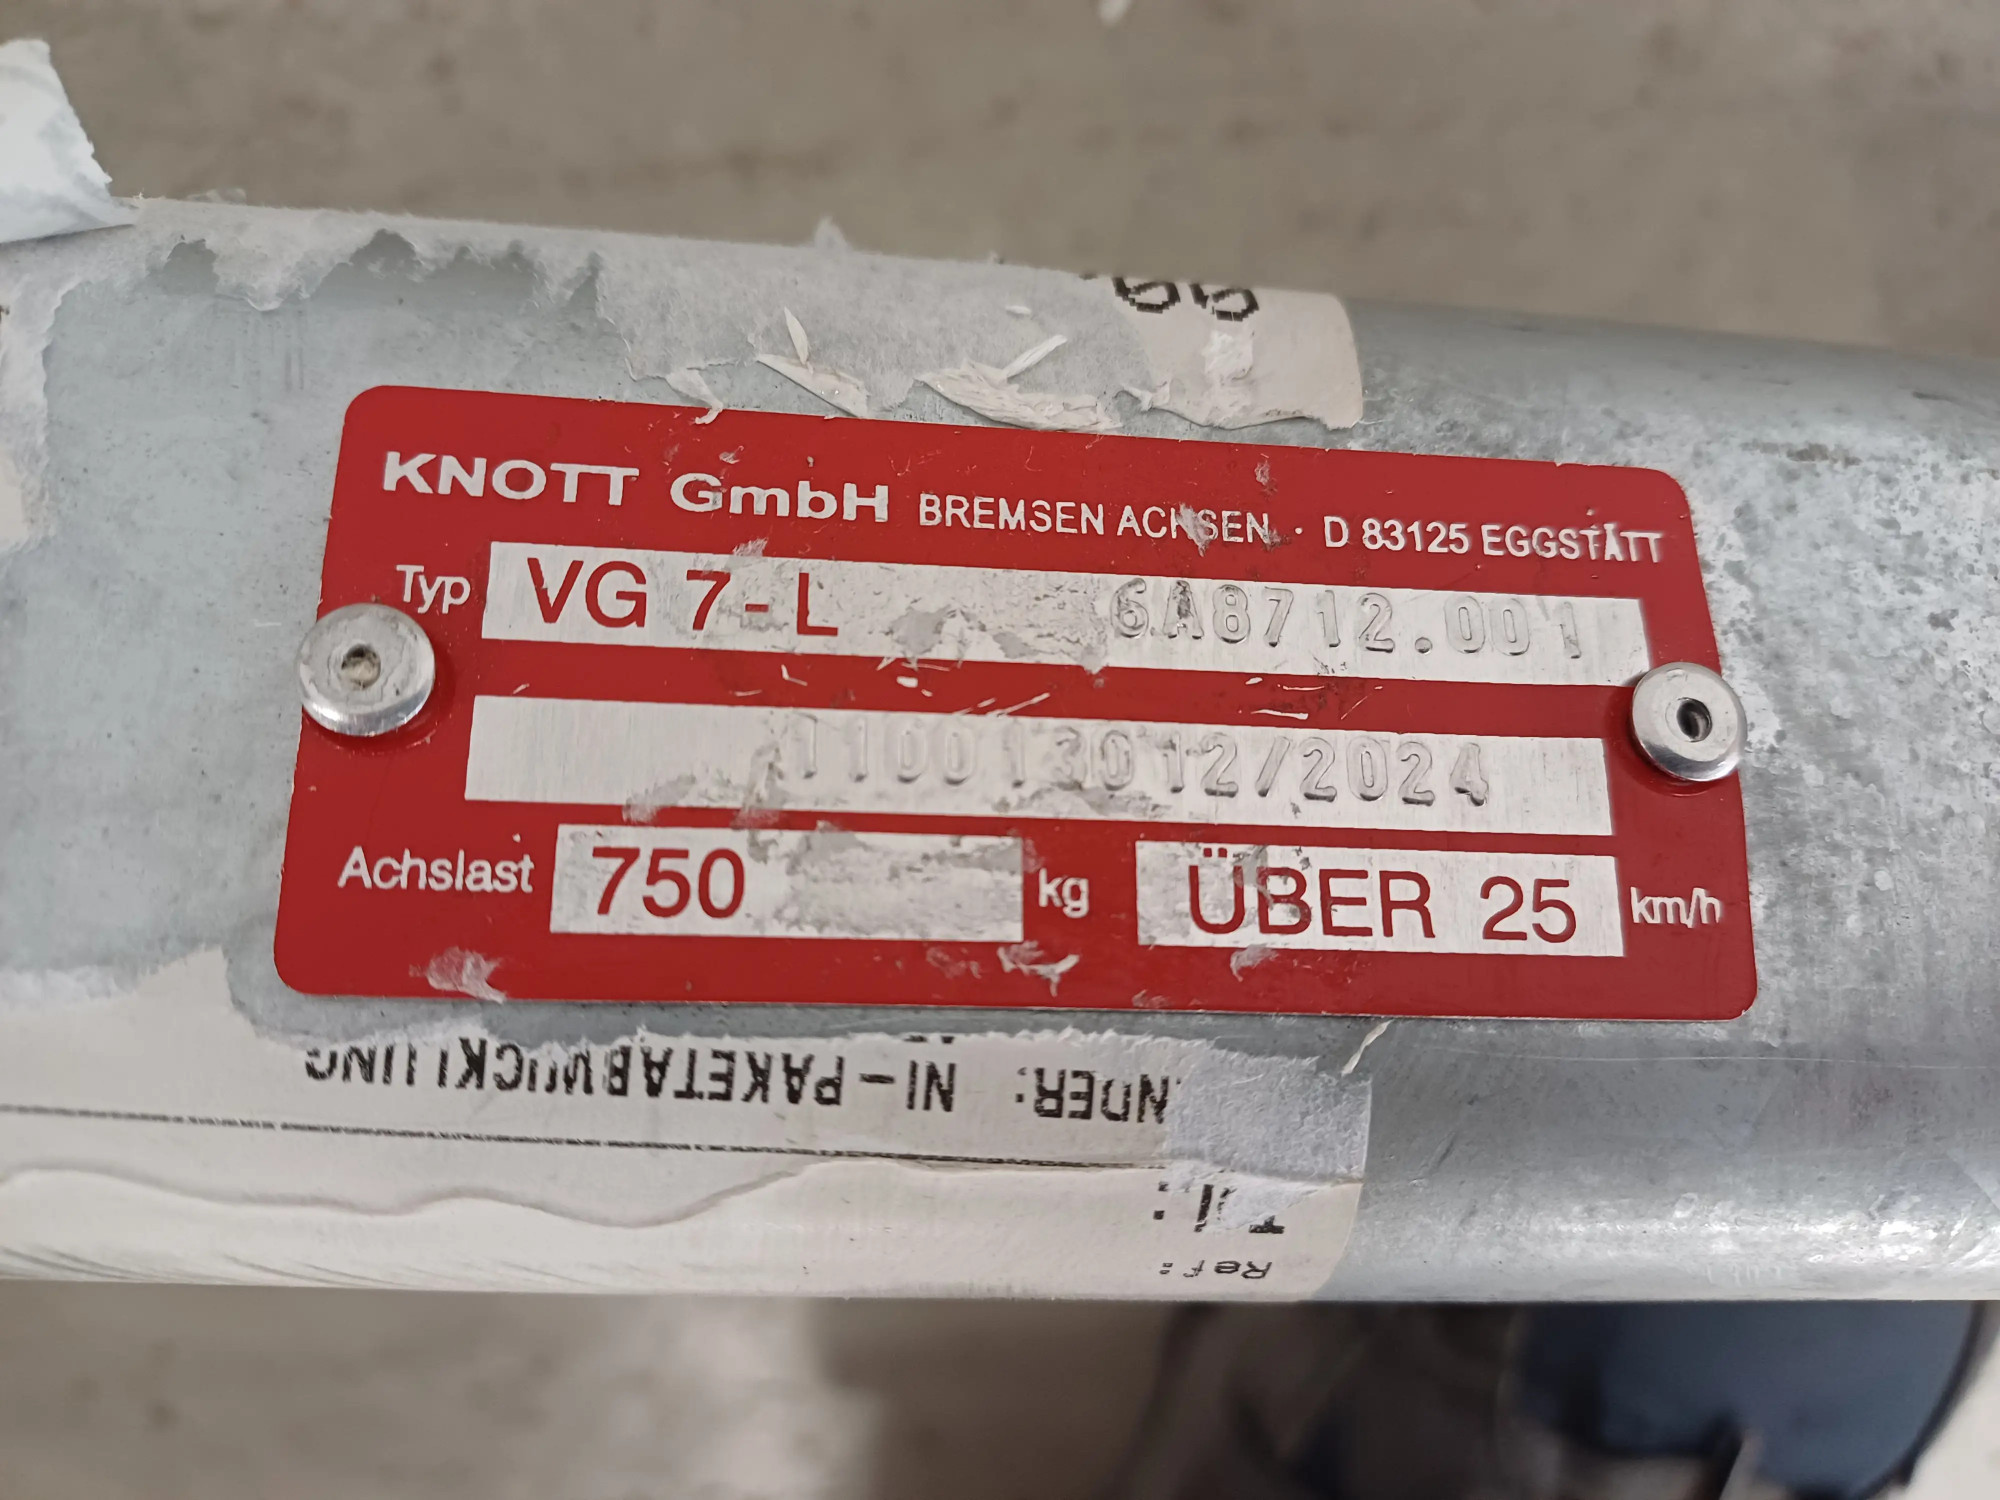 KNOTT GmbH BREMSEN ACHSEN · D 83125 EGGSTÄTT
Typ VG 7-L 6A8712.001
1100130 12/2024
Achslast 750 kg ÜBER 25 km/h
NI-PAKETABWICKLUNG
Ref: